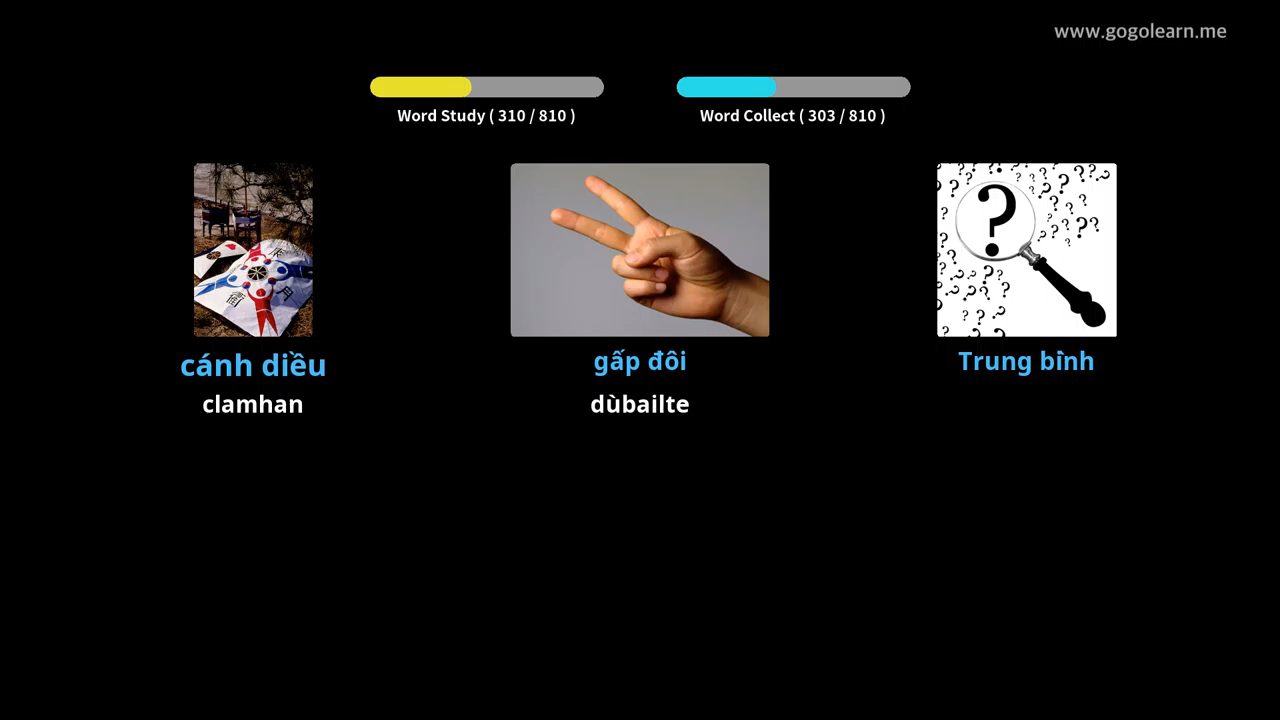 www.gogolearn.me
Word Study ( 310 / 810 )
Word Collect ( 303 / 810 )
cánh diều
clamhan
gấp đôi
dùbailte
Trung bình